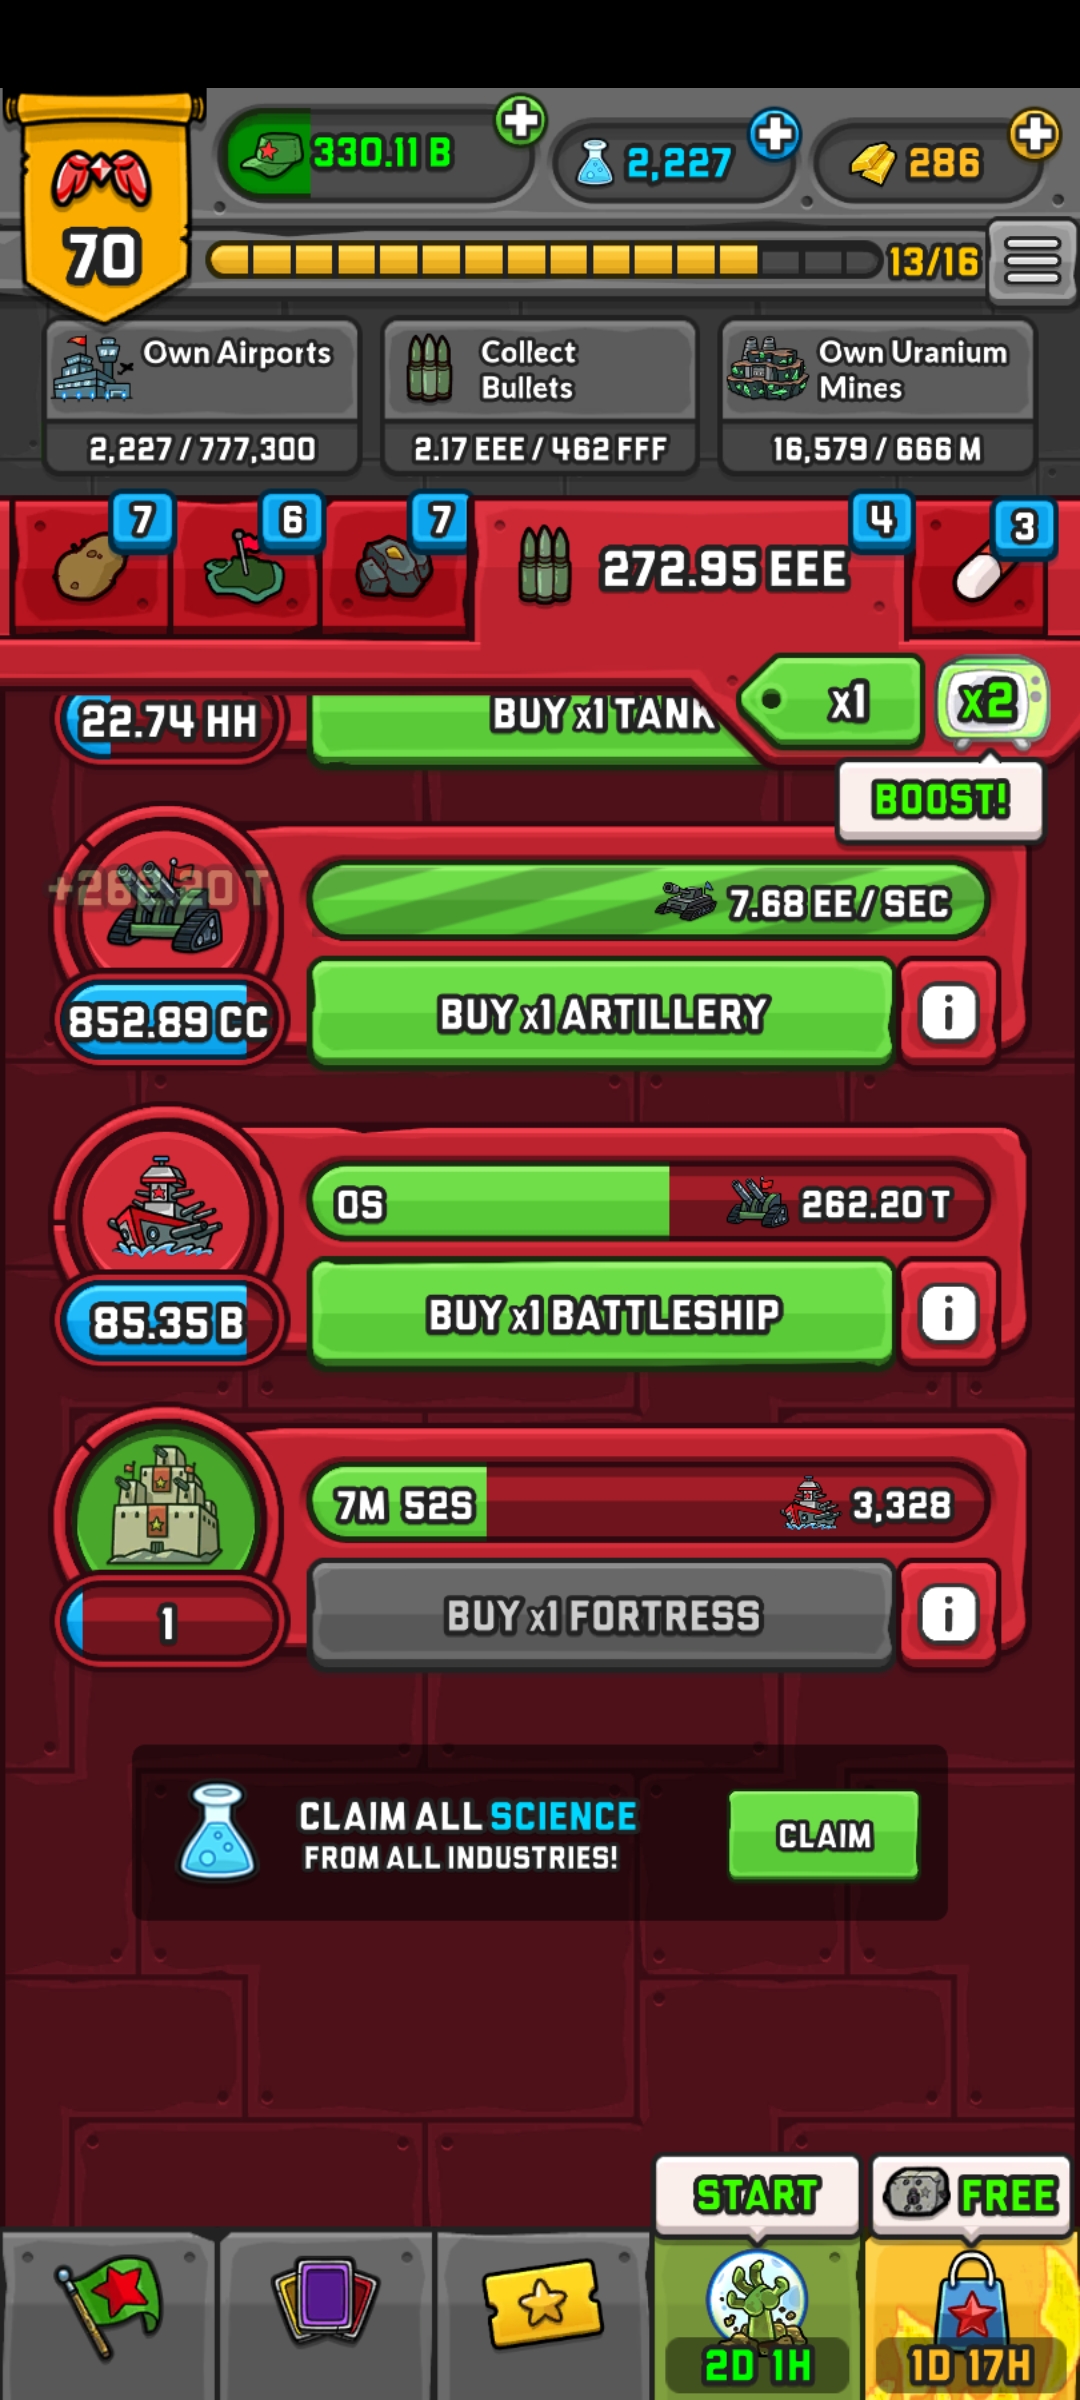 330.11 B
2,227
286
70
13/16
Own Airports
2,227 / 777,300
Collect
Bullets
2.17 EEE / 462 FFF
Own Uranium
Mines
16,579 / 666 M
7
6
7
272.95 EEE
4
3
x1
x2
BOOST!
22.74 HH
BUY x1 TANK
+262.20 T
7.68 EE / SEC
852.89 CC
BUY x1 ARTILLERY
i
0S
262.20 T
85.35 B
BUY x1 BATTLESHIP
i
7M 52S
3,328
1
BUY x1 FORTRESS
i
CLAIM ALL SCIENCE
FROM ALL INDUSTRIES!
CLAIM
START
FREE
2D 1H
1D 17H